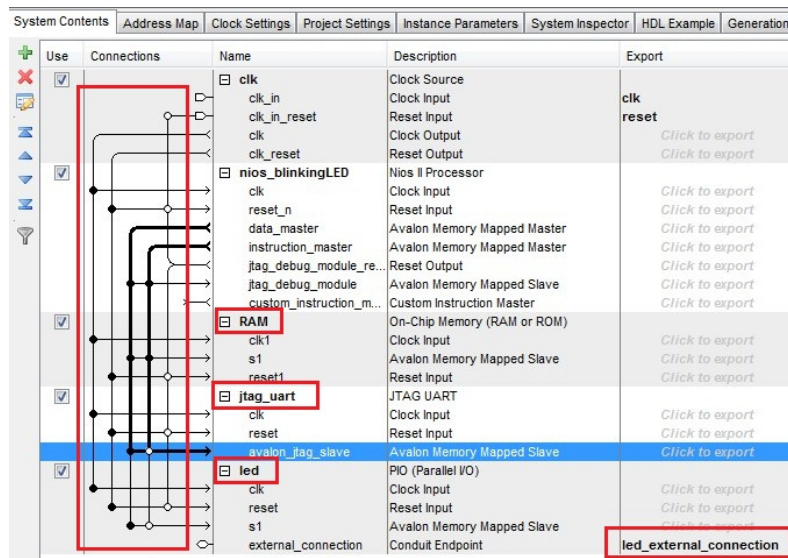 System Contents Address Map Clock Settings Project Settings Instance Parameters System Inspector HDL Example Generation
Use Connections Name Description Export
clk Clock Source
clk_in Clock Input clk
clk_in_reset Reset Input reset
clk Clock Output Click to export
clk_reset Reset Output Click to export
nios_blinkingLED Nios II Processor
clk Clock Input Click to export
reset_n Reset Input Click to export
data_master Avalon Memory Mapped Master Click to export
instruction_master Avalon Memory Mapped Master Click to export
jtag_debug_module_re... Reset Output Click to export
jtag_debug_module Avalon Memory Mapped Slave Click to export
custom_instruction_m... Custom Instruction Master Click to export
RAM On-Chip Memory (RAM or ROM)
clk1 Clock Input Click to export
s1 Avalon Memory Mapped Slave Click to export
reset1 Reset Input Click to export
jtag_uart JTAG UART
clk Clock Input Click to export
reset Reset Input Click to export
avalon_jtag_slave Avalon Memory Mapped Slave Click to export
led PIO (Parallel I/O)
clk Clock Input Click to export
reset Reset Input Click to export
s1 Avalon Memory Mapped Slave Click to export
external_connection Conduit Endpoint led_external_connection